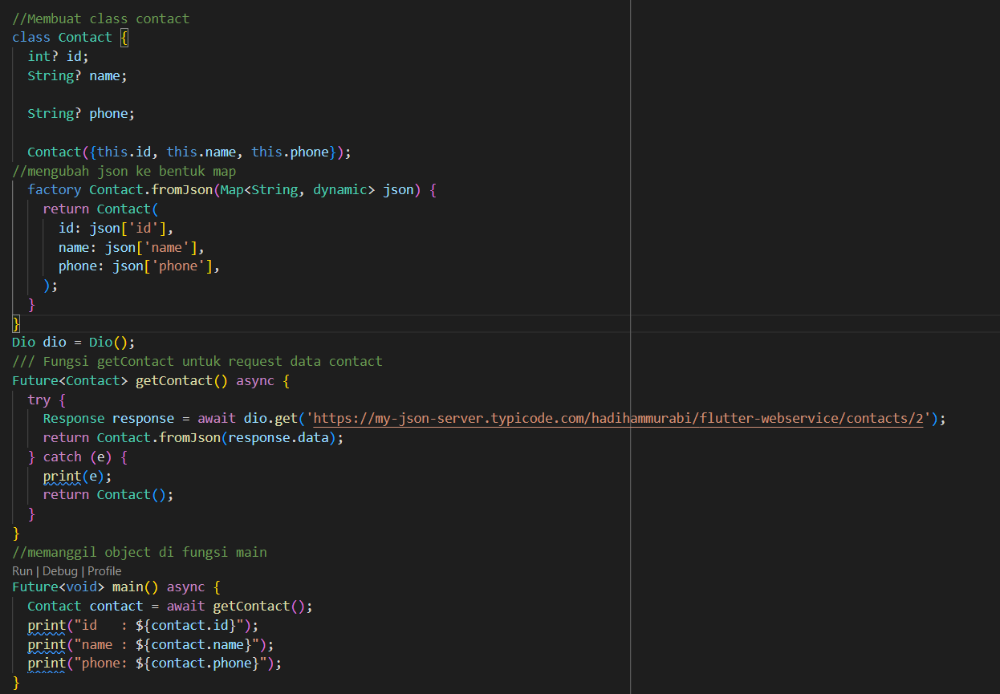 //Membuat class contact
class Contact {
  int? id;
  String? name;

  String? phone;

  Contact({this.id, this.name, this.phone});
//mengubah json ke bentuk map
  factory Contact.fromJson(Map<String, dynamic> json) {
    return Contact(
      id: json['id'],
      name: json['name'],
      phone: json['phone'],
    );
  }
}
Dio dio = Dio();
/// Fungsi getContact untuk request data contact
Future<Contact> getContact() async {
  try {
    Response response = await dio.get('https://my-json-server.typicode.com/hadihammurabi/flutter-webservice/contacts/2');
    return Contact.fromJson(response.data);
  } catch (e) {
    print(e);
    return Contact();
  }
}
//memanggil object di fungsi main
Run | Debug | Profile
Future<void> main() async {
  Contact contact = await getContact();
  print("id   : ${contact.id}");
  print("name : ${contact.name}");
  print("phone: ${contact.phone}");
}